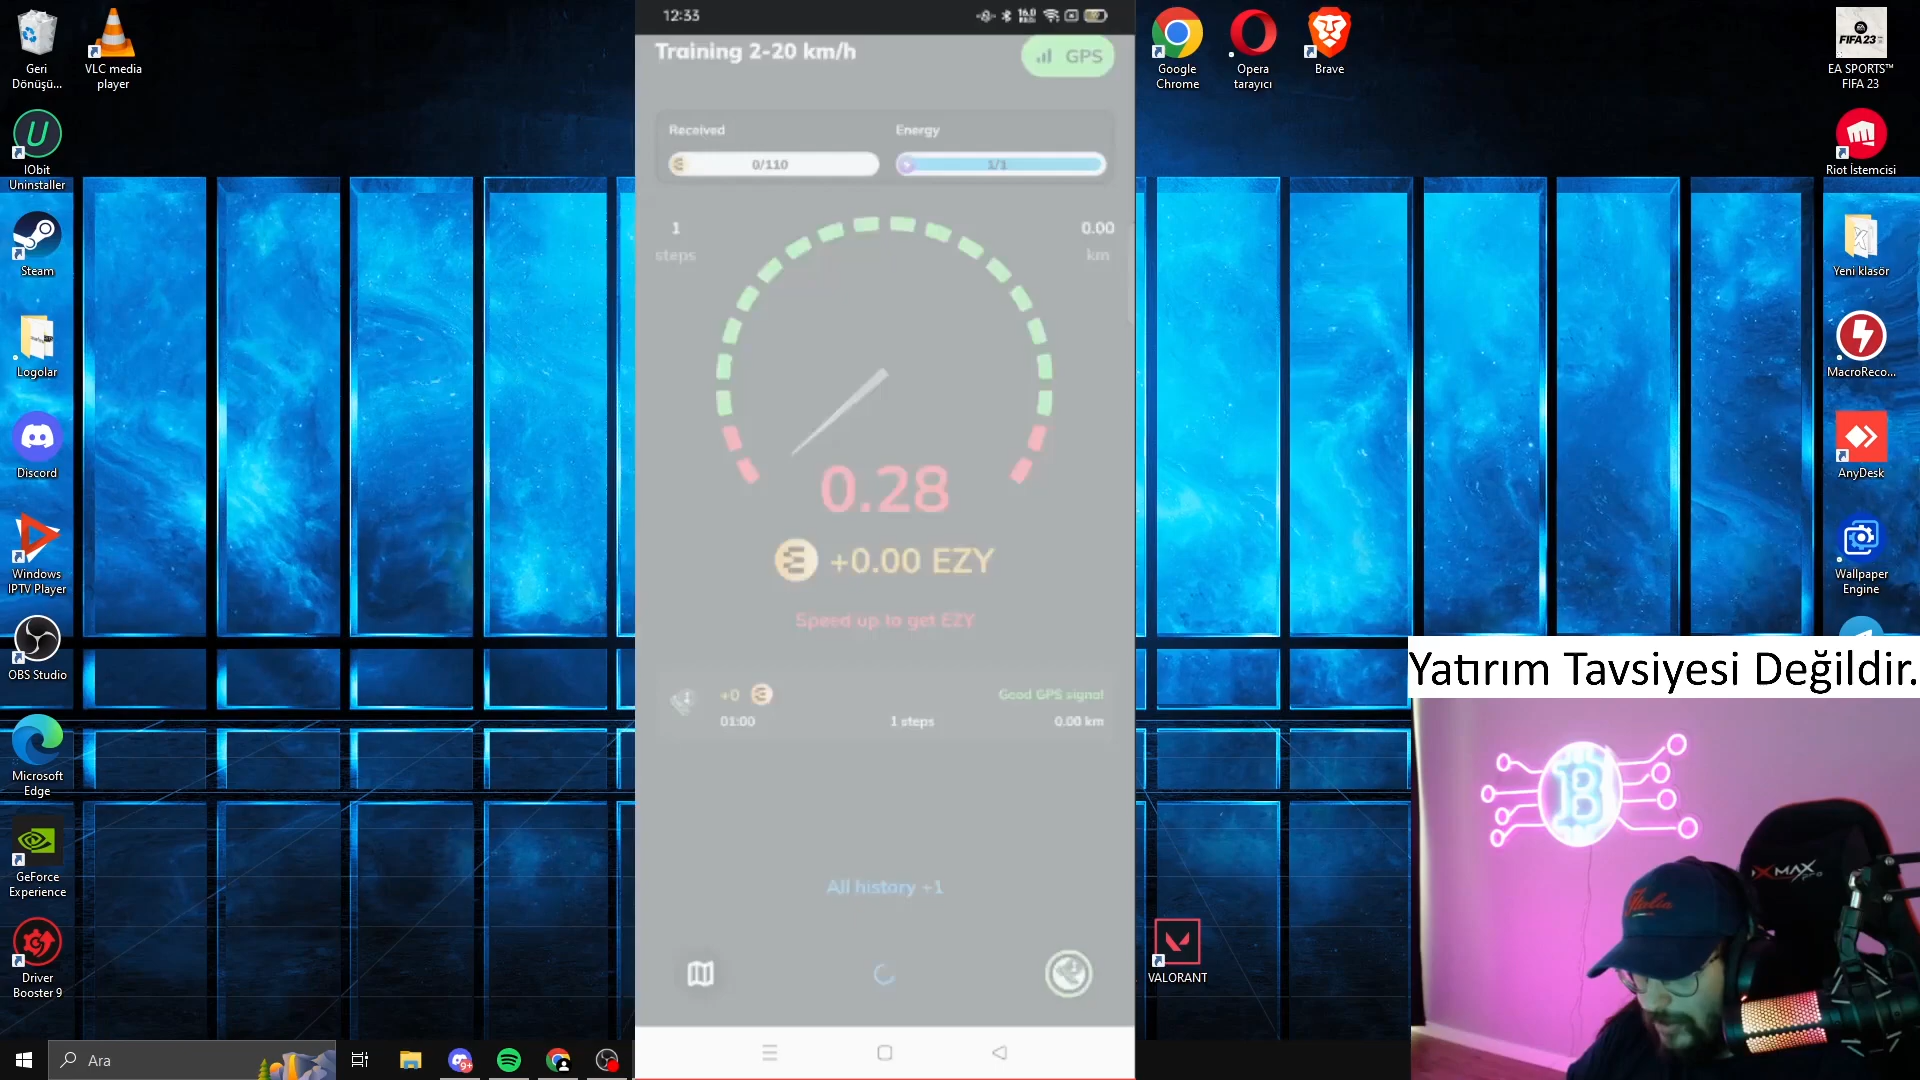 Geri
Dönüşü...
VLC media
player
IObit
Uninstaller
Steam
Logolar
Discord
Windows
IPTV Player
OBS Studio
Microsoft
Edge
GeForce
Experience
Driver
Booster 9
Ara
12:33
Training 2-20 km/h
GPS
Received
Energy
0/110
1/1
1
steps
0.00
km
0.28
+0.00 EZY
Speed up to get EZY
+0
Good GPS signal
01:00
1 steps
0.00 km
All history +1
Google
Chrome
Opera
tarayıcı
Brave
VALORANT
EA SPORTS™
FIFA 23
Riot İstemcisi
Yeni klasör
MacroReco...
AnyDesk
Wallpaper
Engine
Yatırım Tavsiyesi Değildir.
XMAX pro
Italia